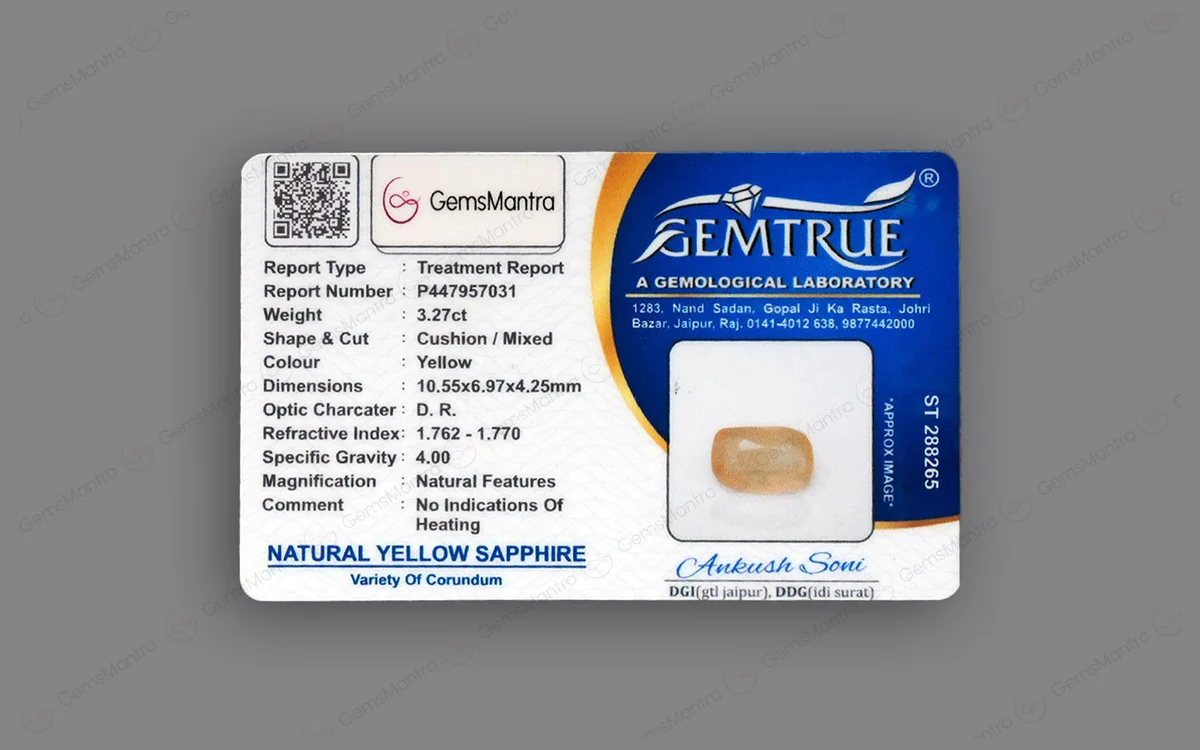 GemsMantra
GEMTRUE ®
A GEMOLOGICAL LABORATORY
1283, Nand Sadan, Gopal Ji Ka Rasta, Johri
Bazar, Jaipur, Raj. 0141-4012 638, 9877442000
Report Type : Treatment Report
Report Number : P447957031
Weight : 3.27ct
Shape & Cut : Cushion / Mixed
Colour : Yellow
Dimensions : 10.55x6.97x4.25mm
Optic Charcater : D. R.
Refractive Index: 1.762 - 1.770
Specific Gravity : 4.00
Magnification : Natural Features
Comment : No Indications Of
Heating
NATURAL YELLOW SAPPHIRE
Variety Of Corundum
*APPROX IMAGE*
ST 288265
Ankush Soni
DGI(gtl jaipur), DDG(idi surat)
GemsMantra